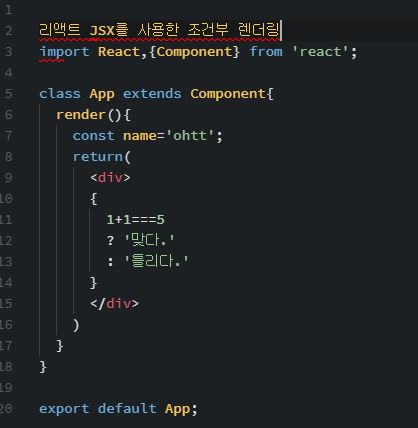 1
2 리액트 JSX를 사용한 조건부 렌더링
3 import React,{Component} from 'react';
4
5 class App extends Component{
6 render(){
7 const name='ohtt';
8 return(
9 <div>
10 {
11 1+1===5
12 ? '맞다.'
13 : '틀리다.'
14 }
15 </div>
16 )
17 }
18 }
19
20 export default App;